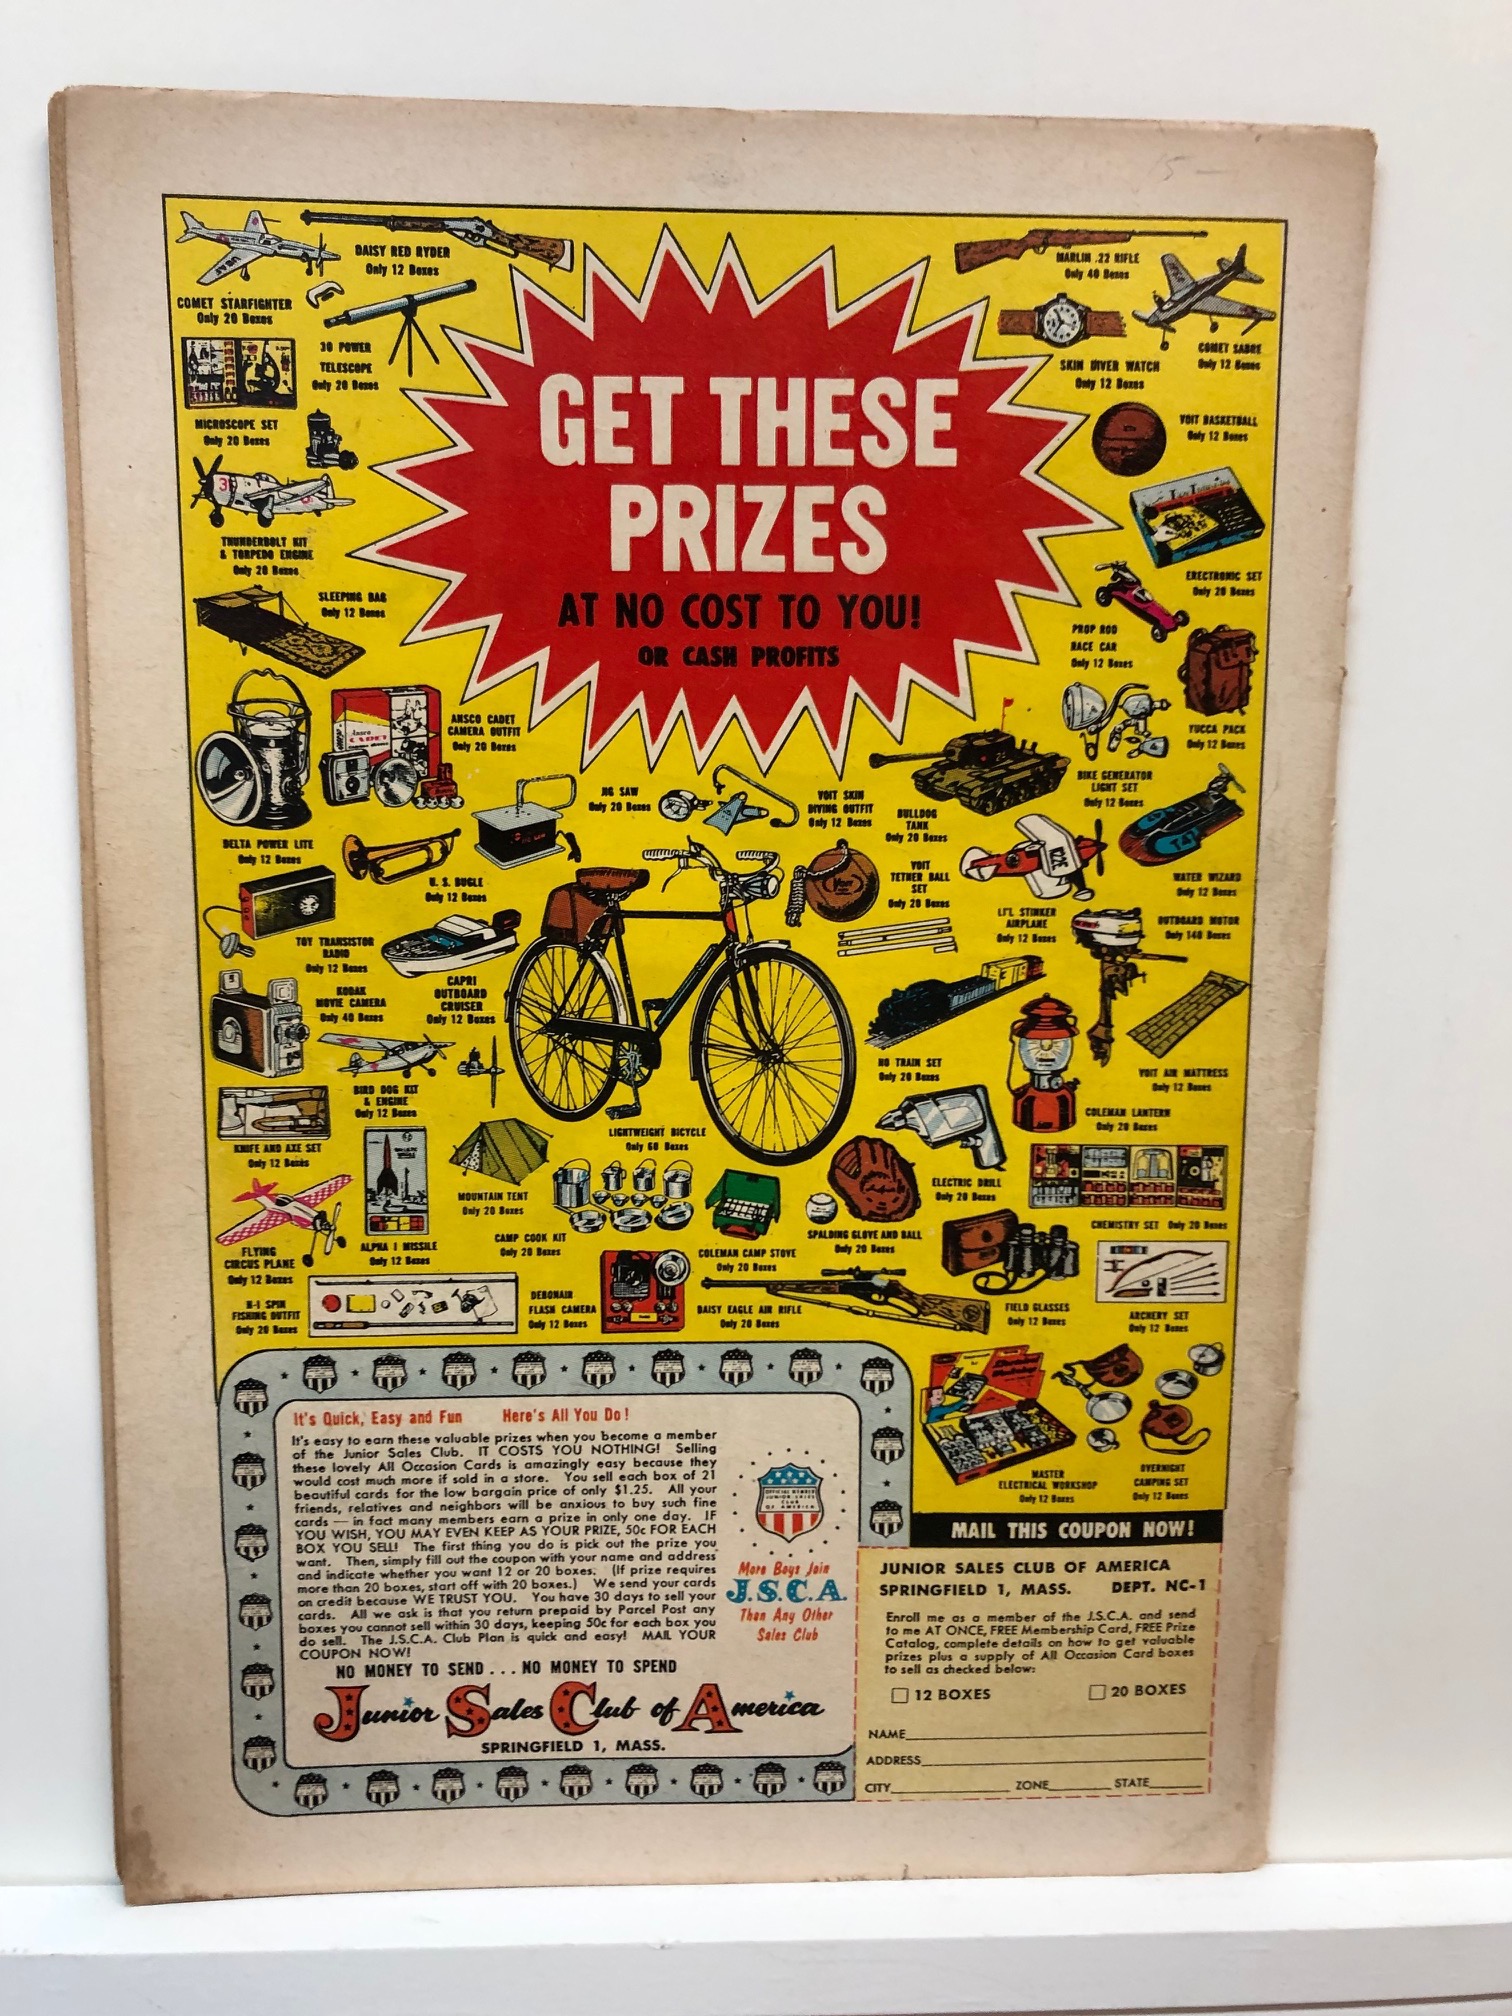 DAISY RED RYDER
Only 12 Boxes
COMET STARFIGHTER
Only 20 Boxes
30 POWER
TELESCOPE
Only 20 Boxes
MICROSCOPE SET
Only 20 Boxes
THUNDERBOLT KIT
& TORPEDO ENGINE
Only 20 Boxes
SLEEPING BAG
Only 12 Boxes
MARLIN .22 RIFLE
Only 40 Boxes
COMET SABRE
Only 12 Boxes
SKIN DIVER WATCH
Only 12 Boxes
VOIT BASKETBALL
Only 12 Boxes
ERECTRONIC SET
Only 20 Boxes
PROP ROD
RACE CAR
Only 12 Boxes
YUCCA PACK
Only 12 Boxes
GET THESE
PRIZES
AT NO COST TO YOU!
OR CASH PROFITS
ANSCO CADET
CAMERA OUTFIT
Only 20 Boxes
DELTA POWER LITE
Only 12 Boxes
JIG SAW
Only 20 Boxes
VOIT SKIN
DIVING OUTFIT
Only 12 Boxes
BULLDOG
TANK
Only 20 Boxes
BIKE GENERATOR
LIGHT SET
Only 12 Boxes
U. S. BUGLE
Only 12 Boxes
VOIT
TETHER BALL
SET
Only 20 Boxes
WATER WIZARD
Only 12 Boxes
TOY TRANSISTOR
RADIO
Only 12 Boxes
LI'L STINKER
AIRPLANE
Only 12 Boxes
OUTBOARD MOTOR
Only 140 Boxes
KODAK
MOVIE CAMERA
Only 40 Boxes
CAPRI
OUTBOARD
CRUISER
Only 12 Boxes
BIRD DOG KIT
& ENGINE
Only 12 Boxes
HO TRAIN SET
Only 20 Boxes
VOIT AIR MATTRESS
Only 12 Boxes
COLEMAN LANTERN
Only 20 Boxes
KNIFE AND AXE SET
Only 12 Boxes
LIGHTWEIGHT BICYCLE
Only 60 Boxes
MOUNTAIN TENT
Only 20 Boxes
ELECTRIC DRILL
Only 20 Boxes
CHEMISTRY SET Only 20 Boxes
FLYING
CIRCUS PLANE
Only 12 Boxes
ALPHA 1 MISSILE
Only 12 Boxes
CAMP COOK KIT
Only 20 Boxes
COLEMAN CAMP STOVE
Only 20 Boxes
SPALDING GLOVE AND BALL
Only 20 Boxes
H-I SPIN
FISHING OUTFIT
Only 20 Boxes
DEBONAIR
FLASH CAMERA
Only 12 Boxes
DAISY EAGLE AIR RIFLE
Only 20 Boxes
FIELD GLASSES
Only 12 Boxes
ARCHERY SET
Only 12 Boxes
MASTER
ELECTRICAL WORKSHOP
Only 12 Boxes
OVERNIGHT
CAMPING SET
Only 12 Boxes
It's Quick, Easy and Fun Here's All You Do!
It's easy to earn these valuable prizes when you become a member
of the Junior Sales Club. IT COSTS YOU NOTHING! Selling
these lovely All Occasion Cards is amazingly easy because they
would cost much more if sold in a store. You sell each box of 21
beautiful cards for the low bargain price of only $1.25. All your
friends, relatives and neighbors will be anxious to buy such fine
cards — in fact many members earn a prize in only one day. IF
YOU WISH, YOU MAY EVEN KEEP AS YOUR PRIZE, 50c FOR EACH
BOX YOU SELL! The first thing you do is pick out the prize you
want. Then, simply fill out the coupon with your name and address
and indicate whether you want 12 or 20 boxes. (If prize requires
more than 20 boxes, start off with 20 boxes.) We send your cards
on credit because WE TRUST YOU. You have 30 days to sell your
cards. All we ask is that you return prepaid by Parcel Post any
boxes you cannot sell within 30 days, keeping 50c for each box you
do sell. The J.S.C.A. Club Plan is quick and easy! MAIL YOUR
COUPON NOW!
NO MONEY TO SEND . . . NO MONEY TO SPEND
Junior Sales Club of America
SPRINGFIELD 1, MASS.
OFFICIAL MEMBER
JUNIOR SALES
CLUB
OF AMERICA
More Boys Join
J.S.C.A.
Than Any Other
Sales Club
MAIL THIS COUPON NOW!
JUNIOR SALES CLUB OF AMERICA
SPRINGFIELD 1, MASS. DEPT. NC-1
Enroll me as a member of the J.S.C.A. and send
to me AT ONCE, FREE Membership Card, FREE Prize
Catalog, complete details on how to get valuable
prizes plus a supply of All Occasion Card boxes
to sell as checked below:
12 BOXES 20 BOXES
NAME
ADDRESS
CITY ZONE STATE